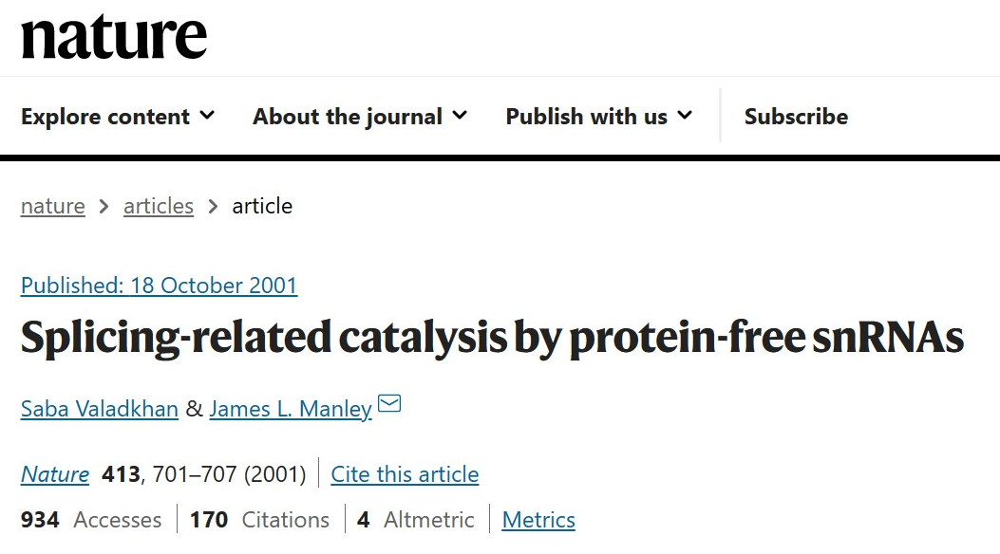 nature
Explore content About the journal Publish with us Subscribe
nature > articles > article
Published: 18 October 2001
Splicing-related catalysis by protein-free snRNAs
Saba Valadkhan & James L. Manley
Nature 413, 701–707 (2001) Cite this article
934 Accesses 170 Citations 4 Altmetric Metrics